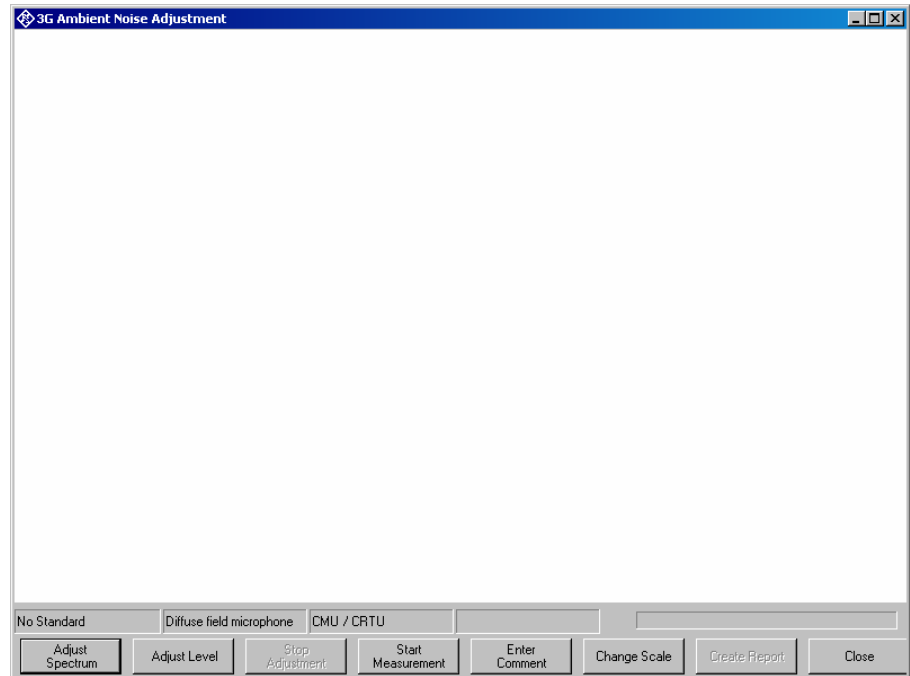 3G Ambient Noise Adjustment
No Standard
Diffuse field microphone
CMU / CRTU
Adjust
Spectrum
Adjust Level
Stop
Adjustment
Start
Measurement
Enter
Comment
Change Scale
Create Report
Close